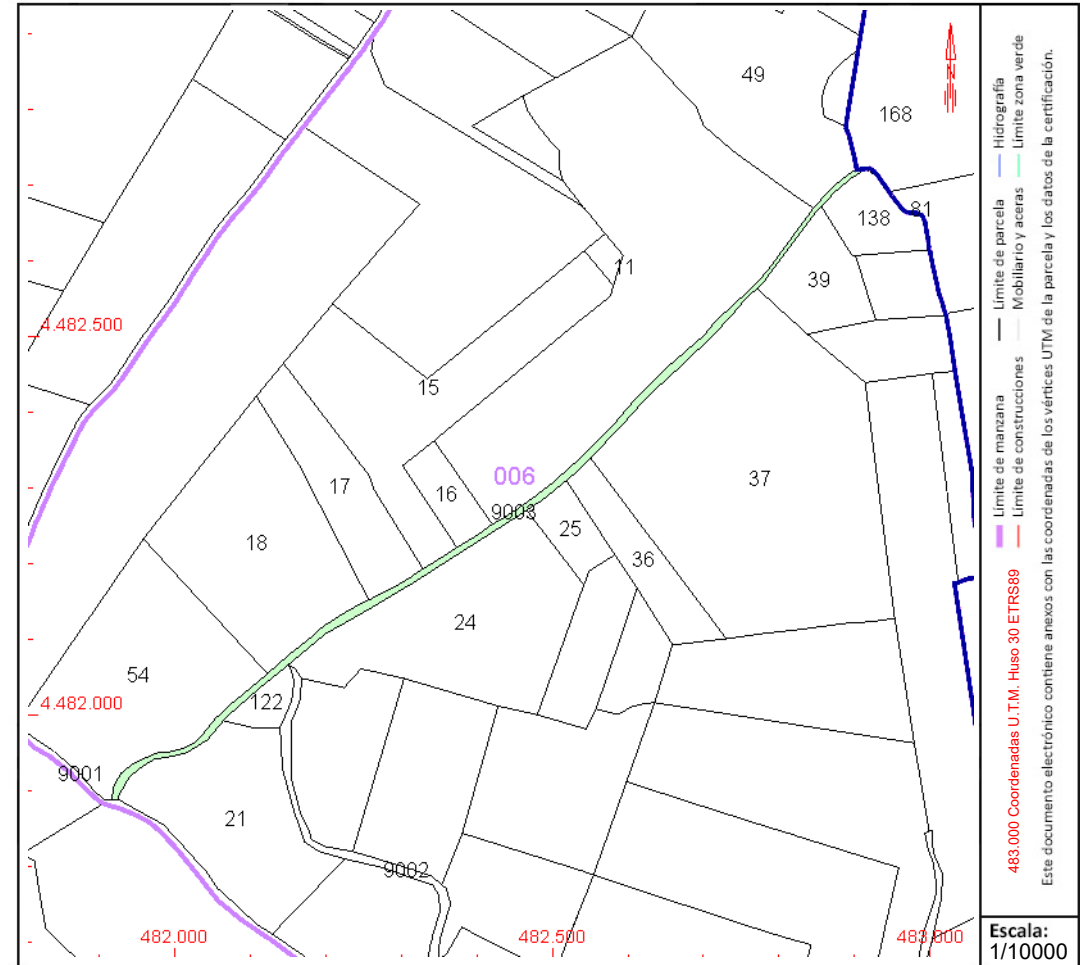 49
168
N
138
81
39
11
4.482.500
15
006
37
17
16
9003
25
18
36
24
54
122
4.482.000
9001
21
9002
482.000
482.500
483.000
Límite de manzana
Límite de parcela
Hidrografía
Límite de construcciones
Mobiliario y aceras
Límite zona verde
483.000 Coordenadas U.T.M. Huso 30 ETRS89
Este documento electrónico contiene anexos con las coordenadas de los vértices UTM de la parcela y los datos de la certificación.
Escala:
1/10000